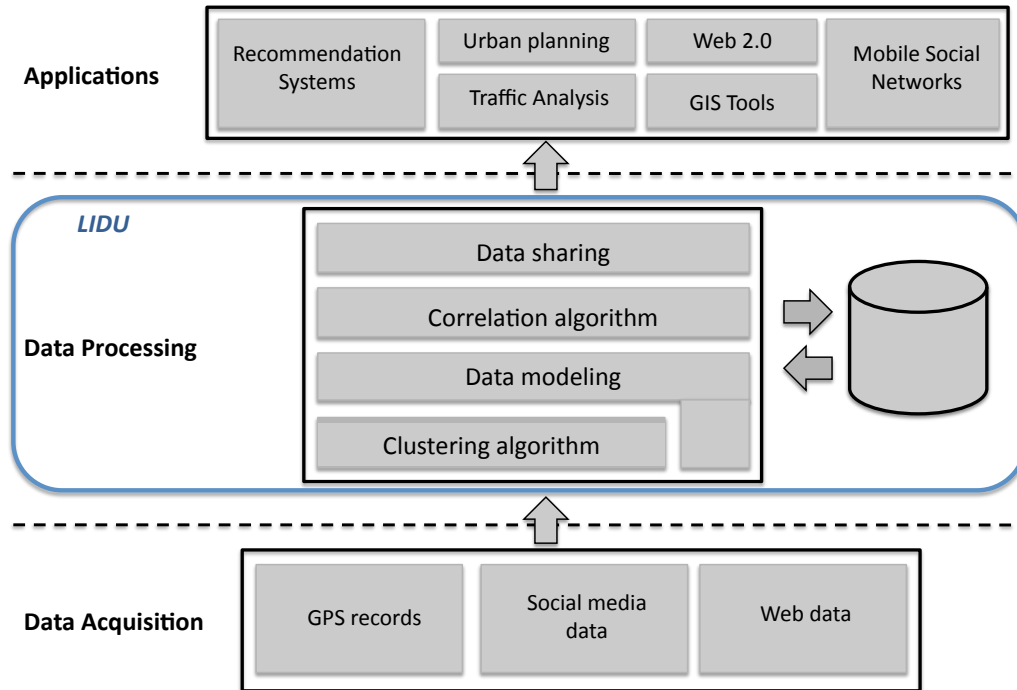 Applications
Recommendation
Systems
Urban planning
Traffic Analysis
Web 2.0
GIS Tools
Mobile Social
Networks
LIDU
Data Processing
Data sharing
Correlation algorithm
Data modeling
Clustering algorithm
Data Acquisition
GPS records
Social media
data
Web data